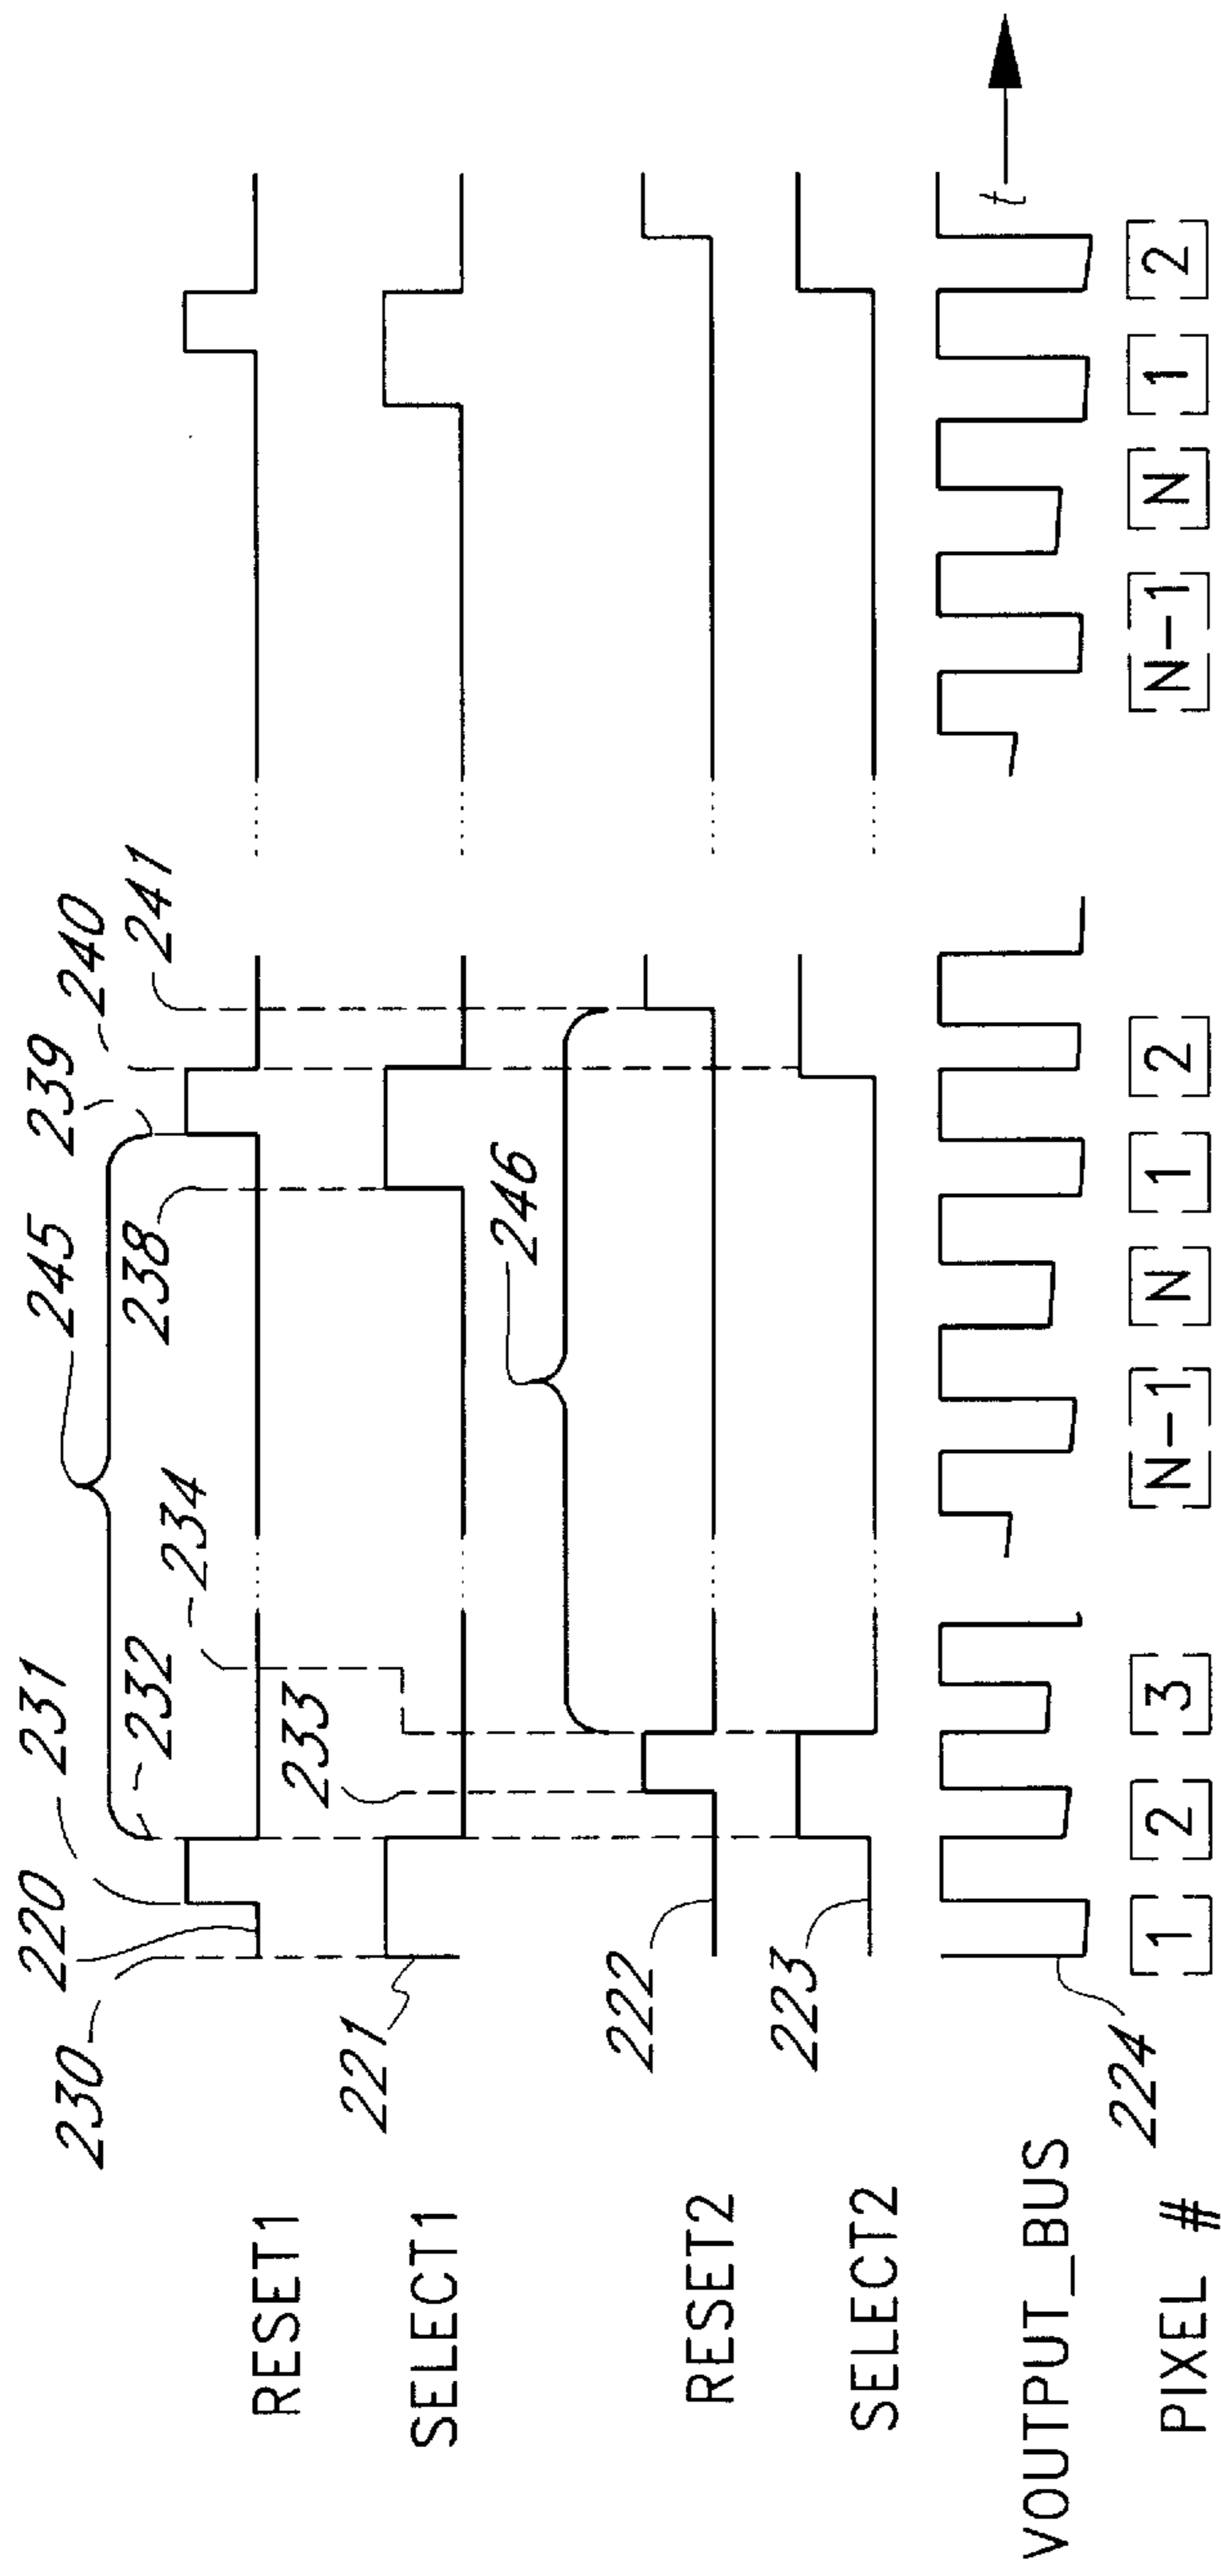 230 220 231 232 234 245 238 239 240 241
RESET1
SELECT1 221
233
246
RESET2 222
SELECT2 223
VOUTPUT_BUS 224
t
PIXEL # [1] [2] [3] [N-1] [N] [1] [2] [N-1] [N] [1] [2]